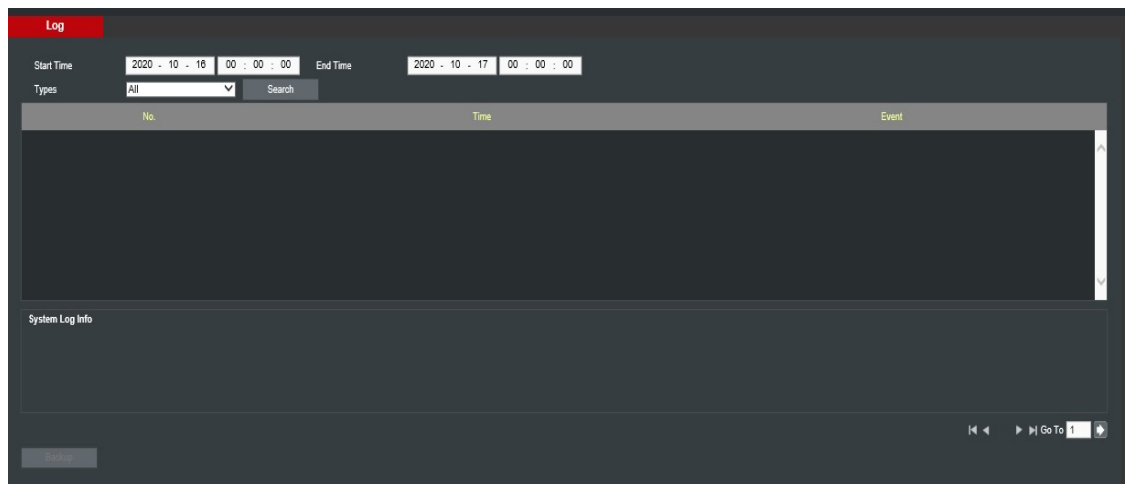 Log
Start Time 2020 - 10 - 16 00 : 00 : 00 End Time 2020 - 10 - 17 00 : 00 : 00
Types All Search
No. Time Event
System Log Info
Go To 1
Backup